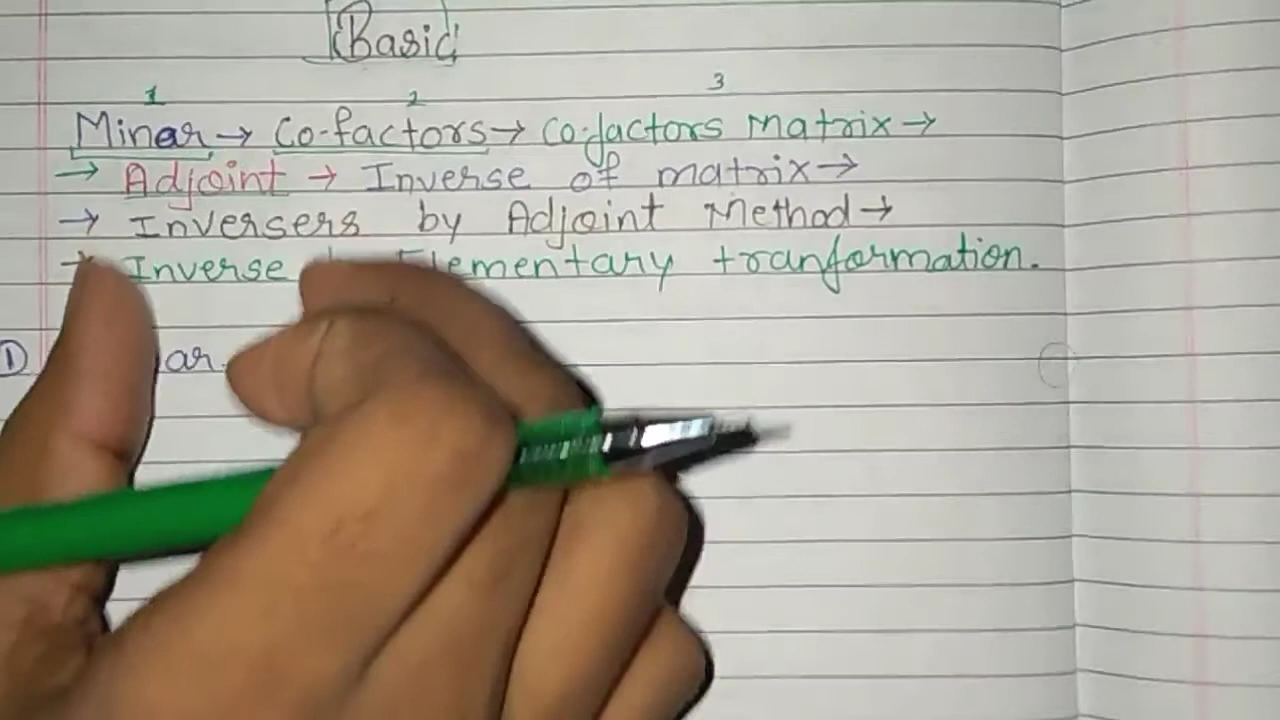 Basic
1 2 3
Minar → Co-factors → Co-factors Matrix →
→ Adjoint → Inverse of matrix →
→ Inversers by Adjoint Method →
→ Inverse Elementary tranformation.
① ar.